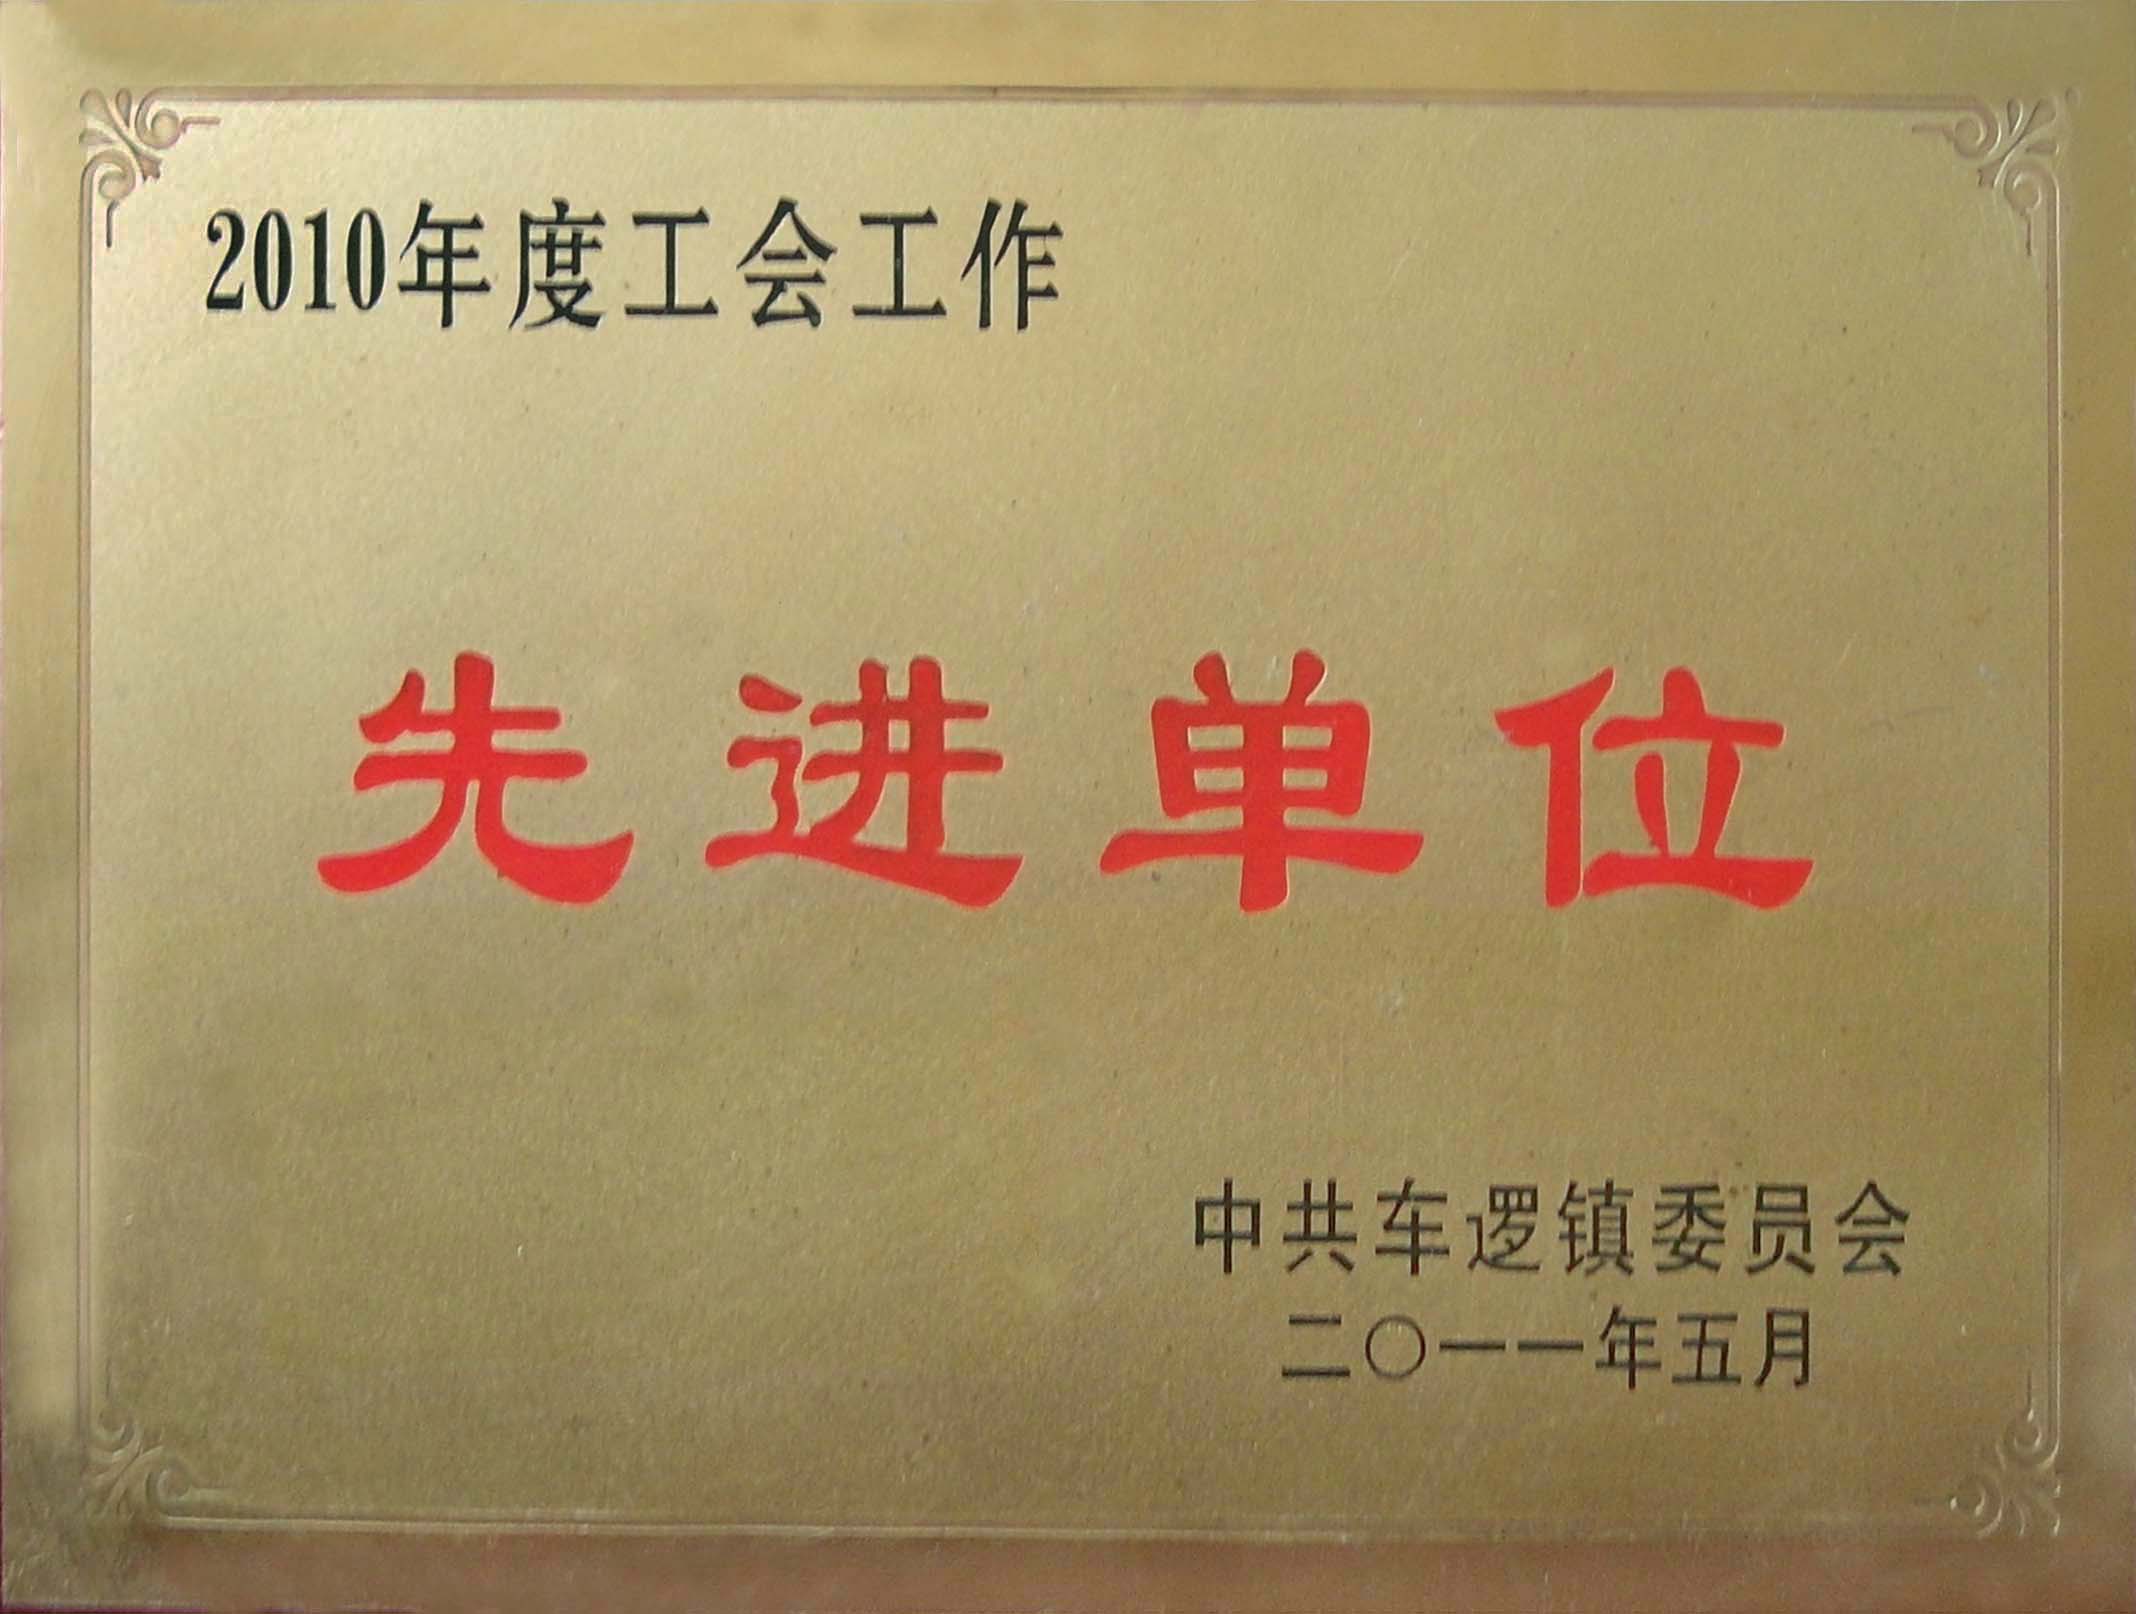 2010年度工会工作
先进单位
中共车逻镇委员会
二〇一一年五月